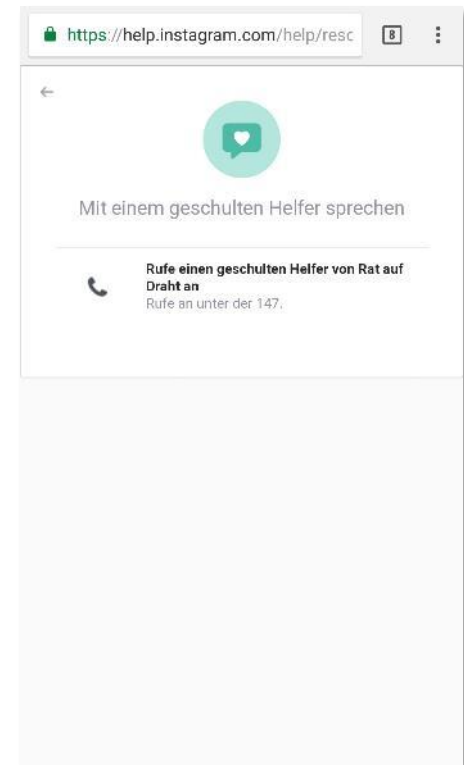 https://help.instagram.com/help/resc
8
Mit einem geschulten Helfer sprechen
Rufe einen geschulten Helfer von Rat auf
Draht an
Rufe an unter der 147.